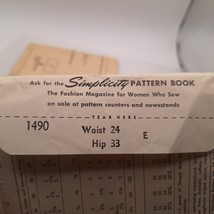 Ask for the Simplicity PATTERN BOOK
The Fashion Magazine for Women Who Sew
on sale at pattern counters and newsstands
TEAR HERE
1490 Waist 24 E
Hip 33